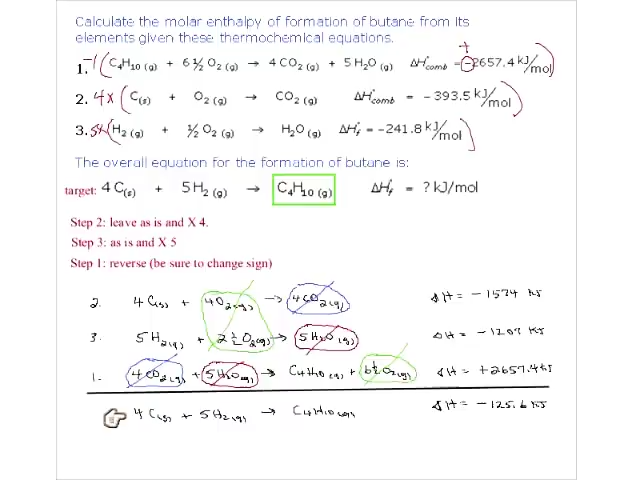 Calculate the molar enthalpy of formation of butane from its
elements given these thermochemical equations.
+
1. -1( C₄H₁₀ (g) + 6½ O₂ (g) → 4 CO₂ (g) + 5 H₂O (g) ΔH°comb = -2657.4 kJ/mol )
2. 4x ( C(s) + O₂ (g) → CO₂ (g) ΔH°comb = -393.5 kJ/mol )
3. 5x ( H₂ (g) + ½ O₂ (g) → H₂O (g) ΔH°f = -241.8 kJ/mol )
The overall equation for the formation of butane is:
target: 4 C(s) + 5 H₂ (g) → C₄H₁₀ (g) ΔH°f = ? kJ/mol
Step 2: leave as is and X 4.
Step 3: as is and X 5
Step 1: reverse (be sure to change sign)
2. 4 C(s) + 4 O₂(g) → 4 CO₂(g) ΔH = -1574 kJ
3. 5 H₂(g) + 2½ O₂(g) → 5 H₂O (g) ΔH = -1209 kJ
1. 4 CO₂(g) + 5 H₂O(g) → C₄H₁₀ (g) + 6½ O₂(g) ΔH = +2657.4 kJ
4 C(s) + 5 H₂(g) → C₄H₁₀ (g) ΔH = -125.6 kJ